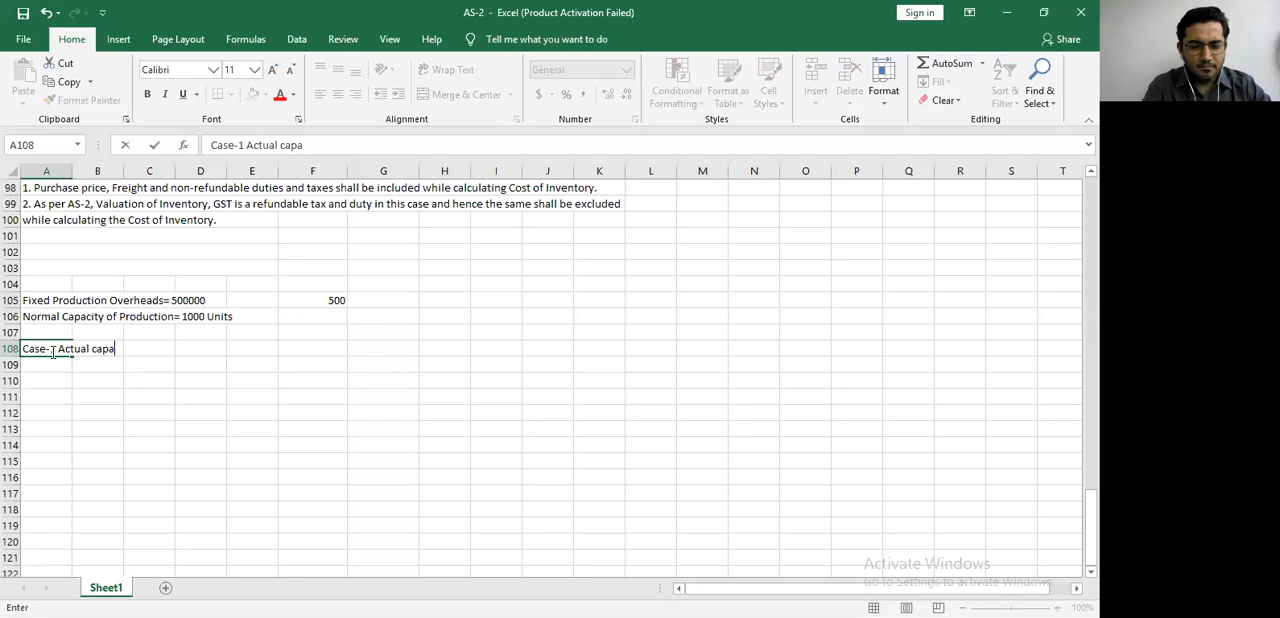 AS-2 - Excel (Product Activation Failed)
Sign in
File Home Insert Page Layout Formulas Data Review View Help Tell me what you want to do
Share
Paste
Cut
Copy
Format Painter
Clipboard
Calibri 11
B I U
Font
Wrap Text
Merge & Center
Alignment
General
$ % ,
Number
Conditional Formatting
Format as Table
Cell Styles
Styles
Insert Delete Format
Cells
AutoSum
Fill
Clear
Sort & Filter
Find & Select
Editing
A108 fx Case-1 Actual capa
A B C D E F G H I J K L M N O P Q R S T
98 1. Purchase price, Freight and non-refundable duties and taxes shall be included while calculating Cost of Inventory.
99 2. As per AS-2, Valuation of Inventory, GST is a refundable tax and duty in this case and hence the same shall be excluded
100 while calculating the Cost of Inventory.
101
102
103
104
105 Fixed Production Overheads= 500000 500
106 Normal Capacity of Production= 1000 Units
107
108 Case-1 Actual capa
109
110
111
112
113
114
115
116
117
118
119
120
121
122
Activate Windows
Go to Settings to activate Windows.
Sheet1
Enter
100%